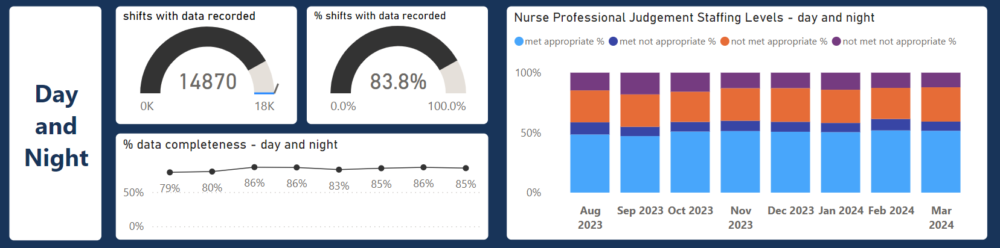 Day
and
Night
shifts with data recorded
14870
0K
18K
% shifts with data recorded
83.8%
0.0%
100.0%
% data completeness - day and night
79%
80%
86%
86%
83%
85%
86%
85%
50%
0%
Nurse Professional Judgement Staffing Levels - day and night
met appropriate %
met not appropriate %
not met appropriate %
not met not appropriate %
100%
50%
0%
Aug
2023
Sep 2023
Oct 2023
Nov
2023
Dec 2023
Jan 2024
Feb 2024
Mar
2024